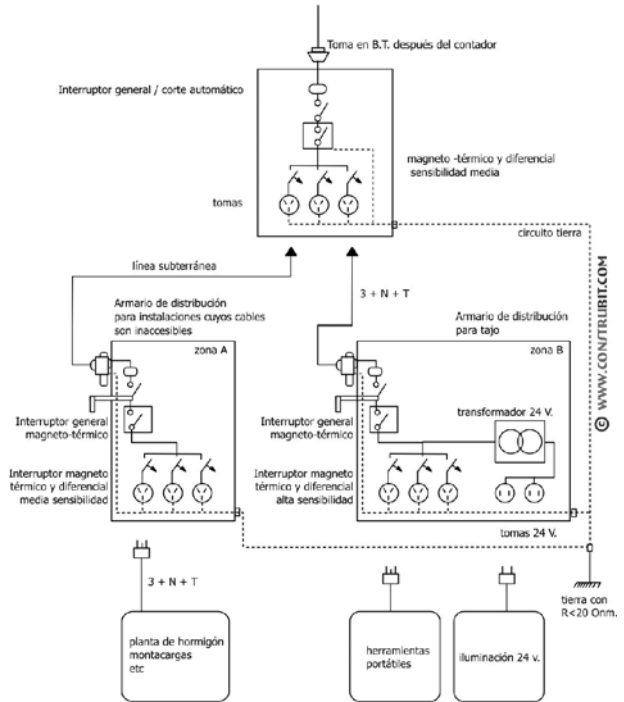 Toma en B.T. después del contador
Interruptor general / corte automático
magneto -térmico y diferencial
sensibilidad media
tomas
circuito tierra
línea subterránea
3 + N + T
Armario de distribución
para instalaciones cuyos cables
son inaccesibles
Armario de distribución
para tajo
zona A
zona B
transformador 24 V.
Interruptor general
magneto-térmico
Interruptor general
magneto-térmico
Interruptor magneto
térmico y diferencial
media sensibilidad
Interruptor magneto
térmico y diferencial
alta sensibilidad
tomas 24 V.
3 + N + T
tierra con
R<20 Onm.
planta de hormigón
montacargas
etc
herramientas
portátiles
iluminación 24 v.
© WWW.CONSTRUBIT.COM